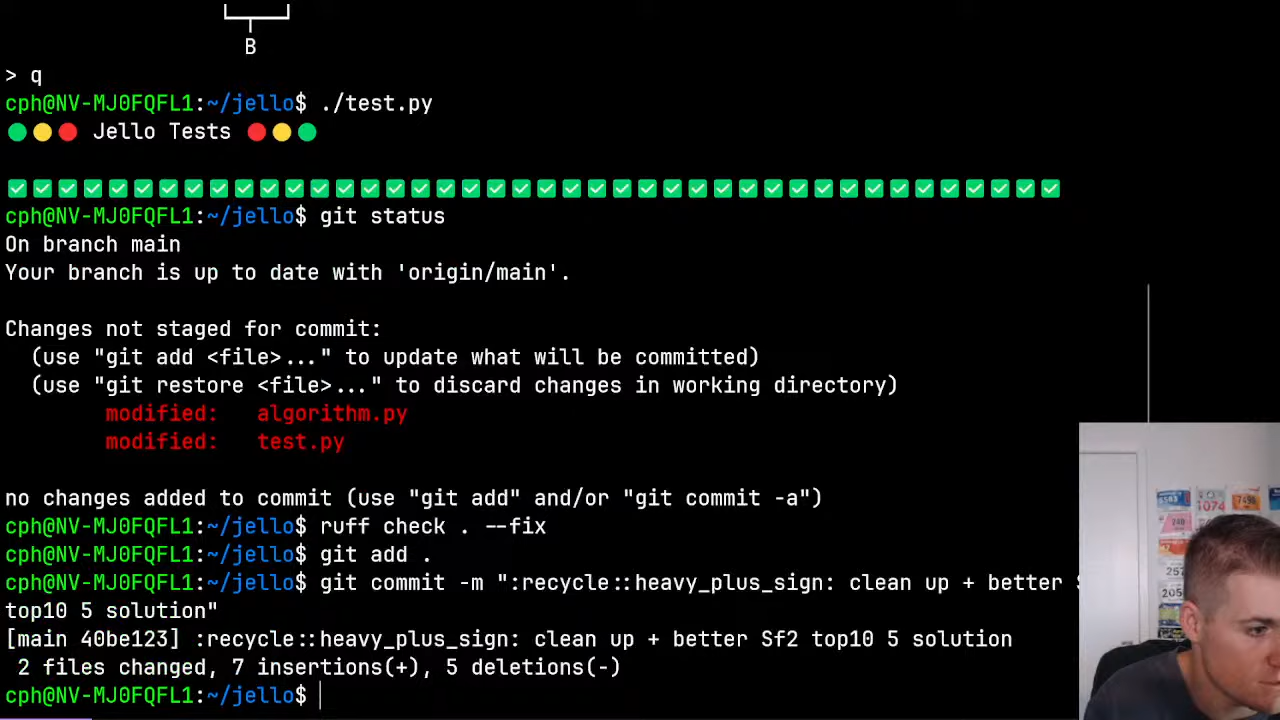 B
> q
cph@NV-MJ0FQFL1:~/jello$ ./test.py
Jello Tests
cph@NV-MJ0FQFL1:~/jello$ git status
On branch main
Your branch is up to date with 'origin/main'.
Changes not staged for commit:
(use "git add <file>..." to update what will be committed)
(use "git restore <file>..." to discard changes in working directory)
modified:   algorithm.py
modified:   test.py
no changes added to commit (use "git add" and/or "git commit -a")
cph@NV-MJ0FQFL1:~/jello$ ruff check . --fix
cph@NV-MJ0FQFL1:~/jello$ git add .
cph@NV-MJ0FQFL1:~/jello$ git commit -m ":recycle::heavy_plus_sign: clean up + better
top10 5 solution"
[main 40be123] :recycle::heavy_plus_sign: clean up + better Sf2 top10 5 solution
2 files changed, 7 insertions(+), 5 deletions(-)
cph@NV-MJ0FQFL1:~/jello$
1074